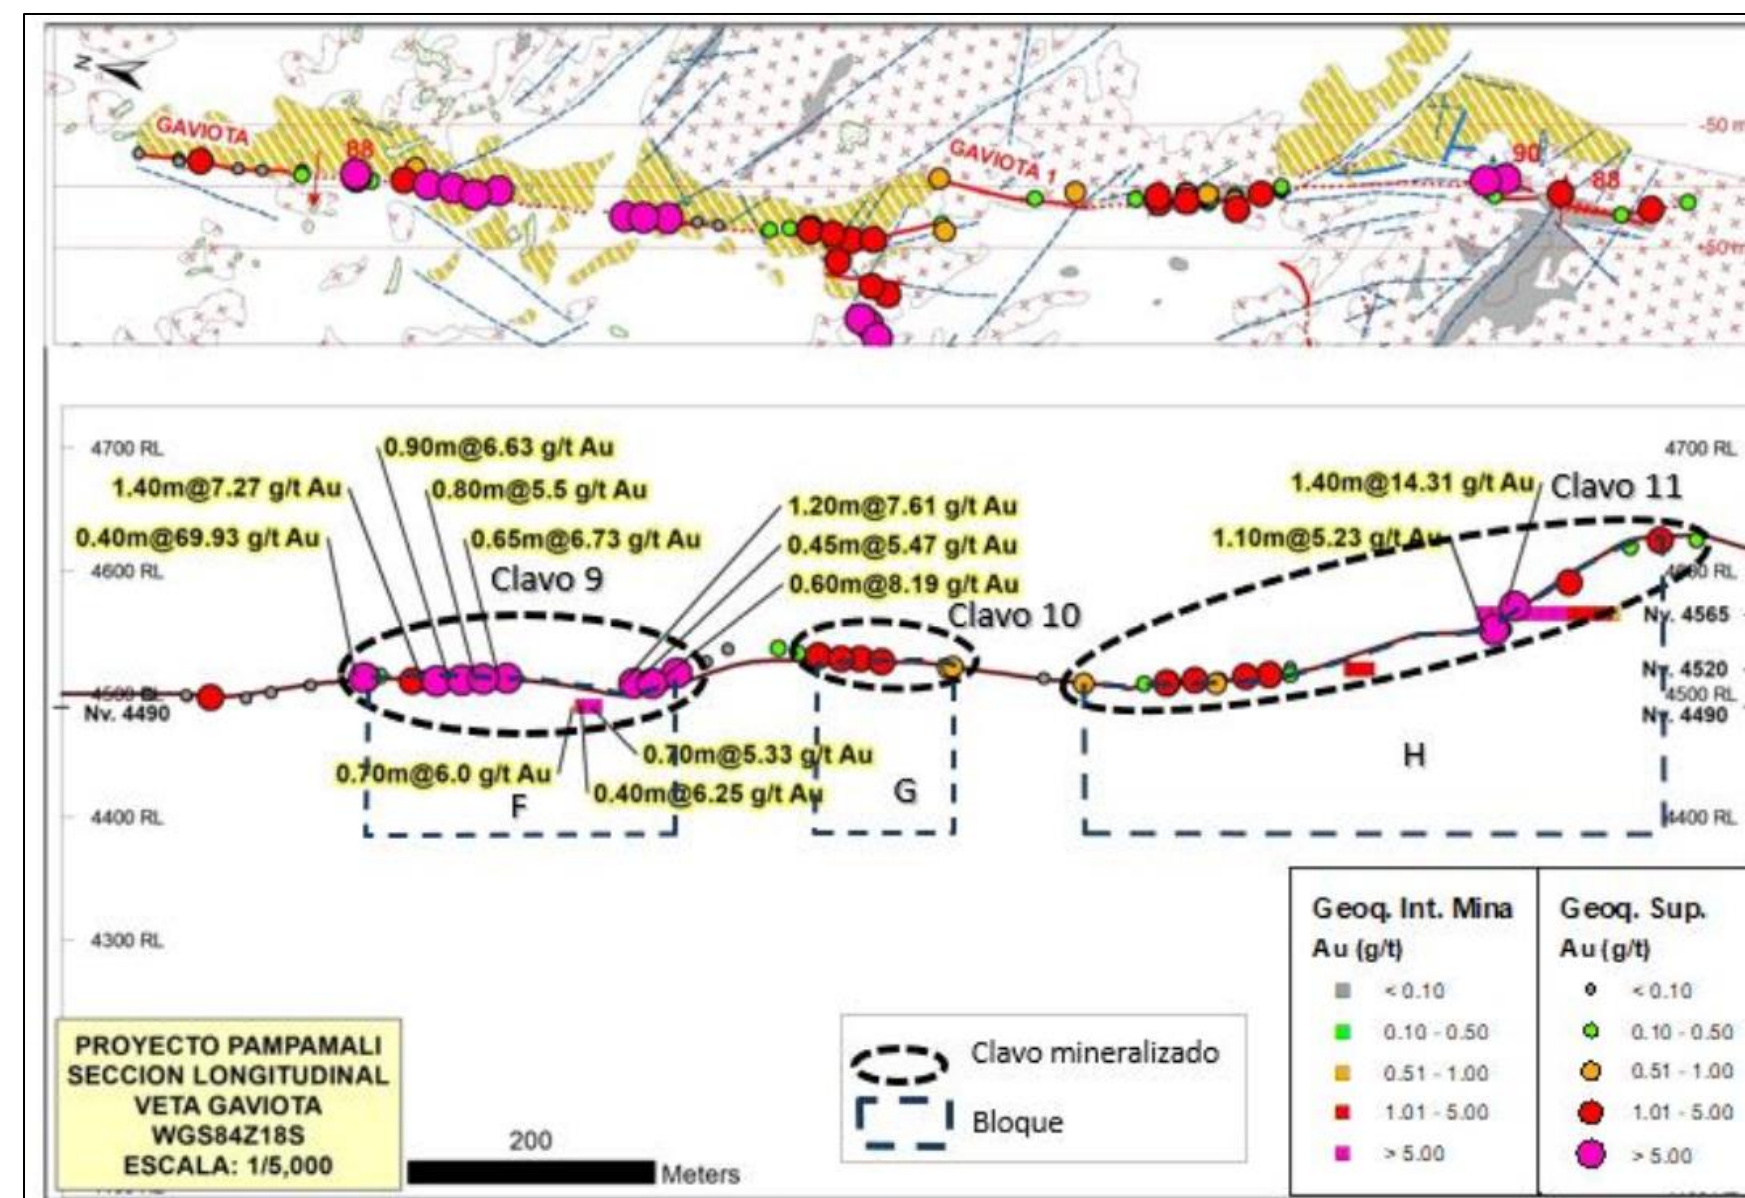 N
GAVIOTA
88
GAVIOTA 1
90
88
-50 m
+50 m
4700 RL
4700 RL
0.90m@6.63 g/t Au
1.40m@7.27 g/t Au
0.80m@5.5 g/t Au
1.20m@7.61 g/t Au
1.40m@14.31 g/t Au
Clavo 11
0.40m@69.93 g/t Au
0.65m@6.73 g/t Au
0.45m@5.47 g/t Au
1.10m@5.23 g/t Au
4600 RL
Clavo 9
0.60m@8.19 g/t Au
4600 RL
Clavo 10
Nv. 4565
Nv. 4520
4500 RL
4500 RL
Nv. 4490
Nv. 4490
0.70m@6.0 g/t Au
0.70m@5.33 g/t Au
0.40m@6.25 g/t Au
F
G
H
4400 RL
4400 RL
4300 RL
PROYECTO PAMPAMALI
SECCION LONGITUDINAL
VETA GAVIOTA
WGS84Z18S
ESCALA: 1/5,000
200
Meters
Clavo mineralizado
Bloque
Geoq. Int. Mina
Au (g/t)
< 0.10
0.10 - 0.50
0.51 - 1.00
1.01 - 5.00
> 5.00
Geoq. Sup.
Au (g/t)
< 0.10
0.10 - 0.50
0.51 - 1.00
1.01 - 5.00
> 5.00